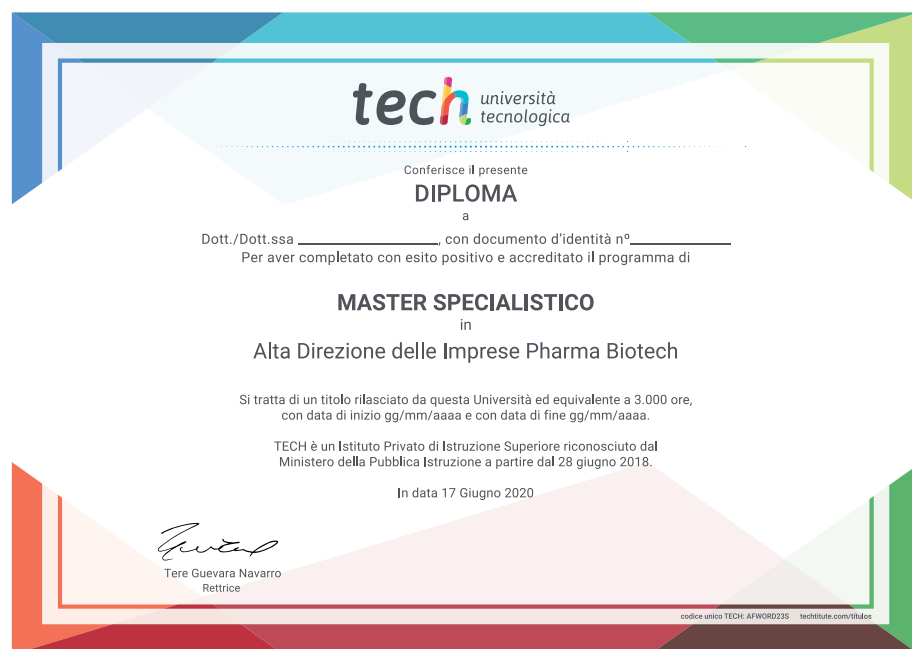 tech università
tecnologica
Conferisce il presente
DIPLOMA
a
Dott./Dott.ssa ________________, con documento d'identità nº____________
Per aver completato con esito positivo e accreditato il programma di
MASTER SPECIALISTICO
in
Alta Direzione delle Imprese Pharma Biotech
Si tratta di un titolo rilasciato da questa Università ed equivalente a 3.000 ore,
con data di inizio gg/mm/aaaa e con data di fine gg/mm/aaaa.
TECH è un Istituto Privato di Istruzione Superiore riconosciuto dal
Ministero della Pubblica Istruzione a partire dal 28 giugno 2018.
In data 17 Giugno 2020
Tere Guevara Navarro
Rettrice
codice unico TECH: AFWORD23S techtitute.com/títulos